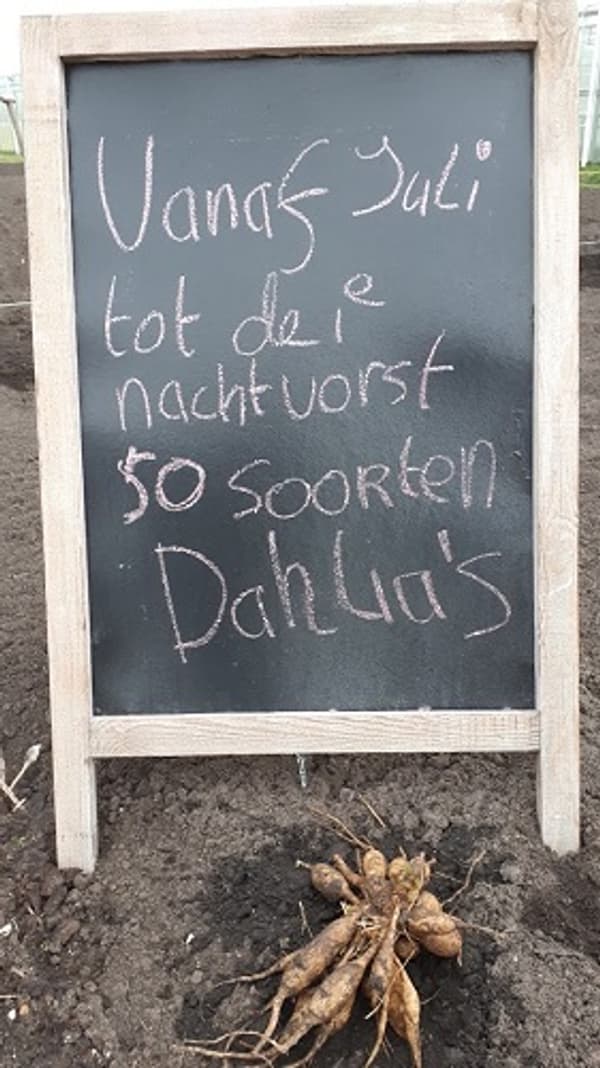 Vanaf Juli
tot de 1e
nachtvorst
50 soorten
Dahlia's